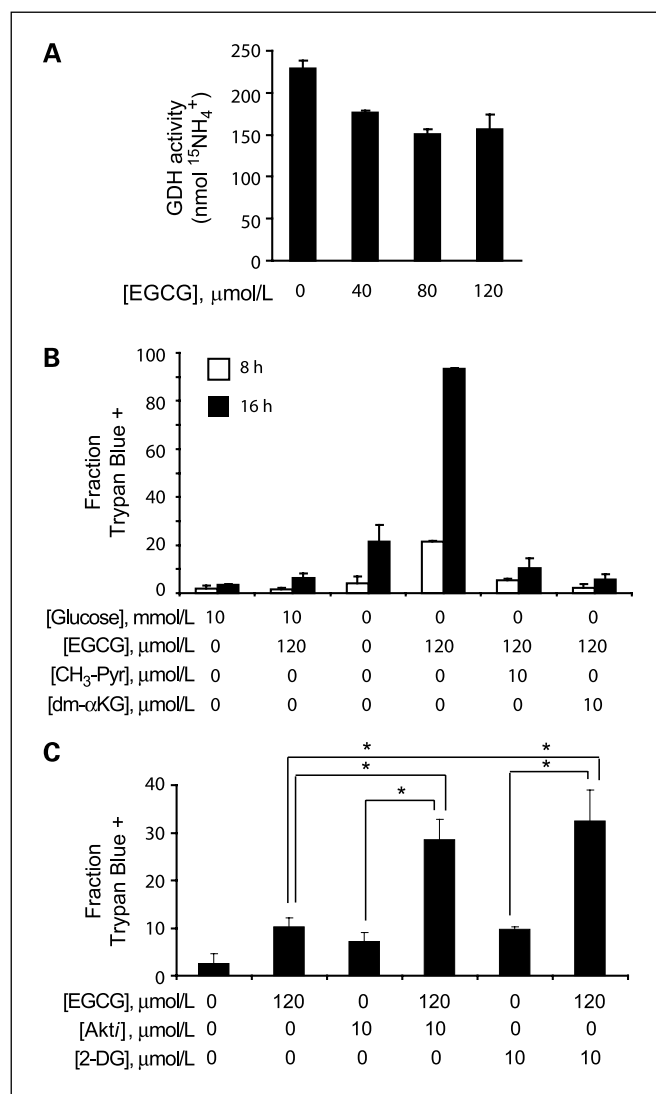 A
250
200
150
100
50
0
GDH activity
(nmol ¹⁵NH₄⁺)
[EGCG], μmol/L 0 40 80 120
B
100
80
60
40
20
0
Fraction
Trypan Blue +
8 h
16 h
[Glucose], mmol/L 10 10 0 0 0 0
[EGCG], μmol/L 0 120 0 120 120 120
[CH₃-Pyr], μmol/L 0 0 0 0 10 0
[dm-αKG], μmol/L 0 0 0 0 0 10
C
40
30
20
10
0
Fraction
Trypan Blue +
* *
* *
*
[EGCG], μmol/L 0 120 0 120 0 120
[Akti], μmol/L 0 0 10 10 0 0
[2-DG], μmol/L 0 0 0 0 10 10